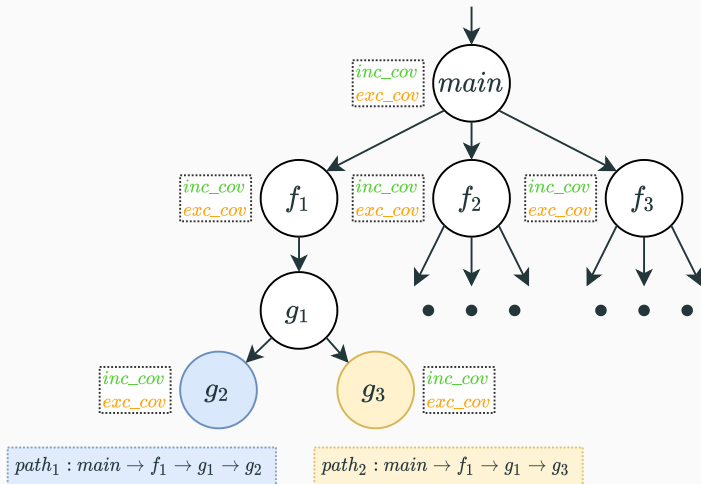 inc_cov
exc_cov
main
inc_cov
exc_cov
f₁
inc_cov
exc_cov
f₂
inc_cov
exc_cov
f₃
g₁
inc_cov
exc_cov
g₂
g₃
inc_cov
exc_cov
path₁ : main → f₁ → g₁ → g₂
path₂ : main → f₁ → g₁ → g₃